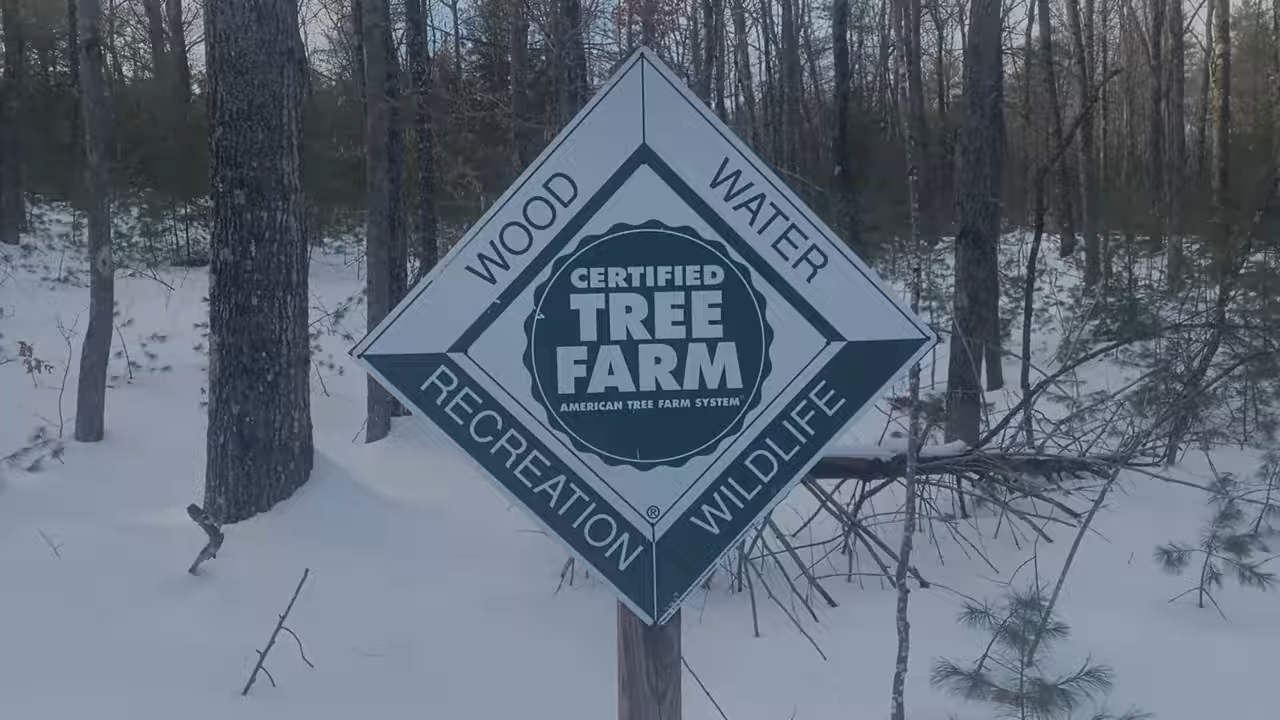 WOOD
WATER
CERTIFIED
TREE
FARM
AMERICAN TREE FARM SYSTEM®
RECREATION
WILDLIFE
®